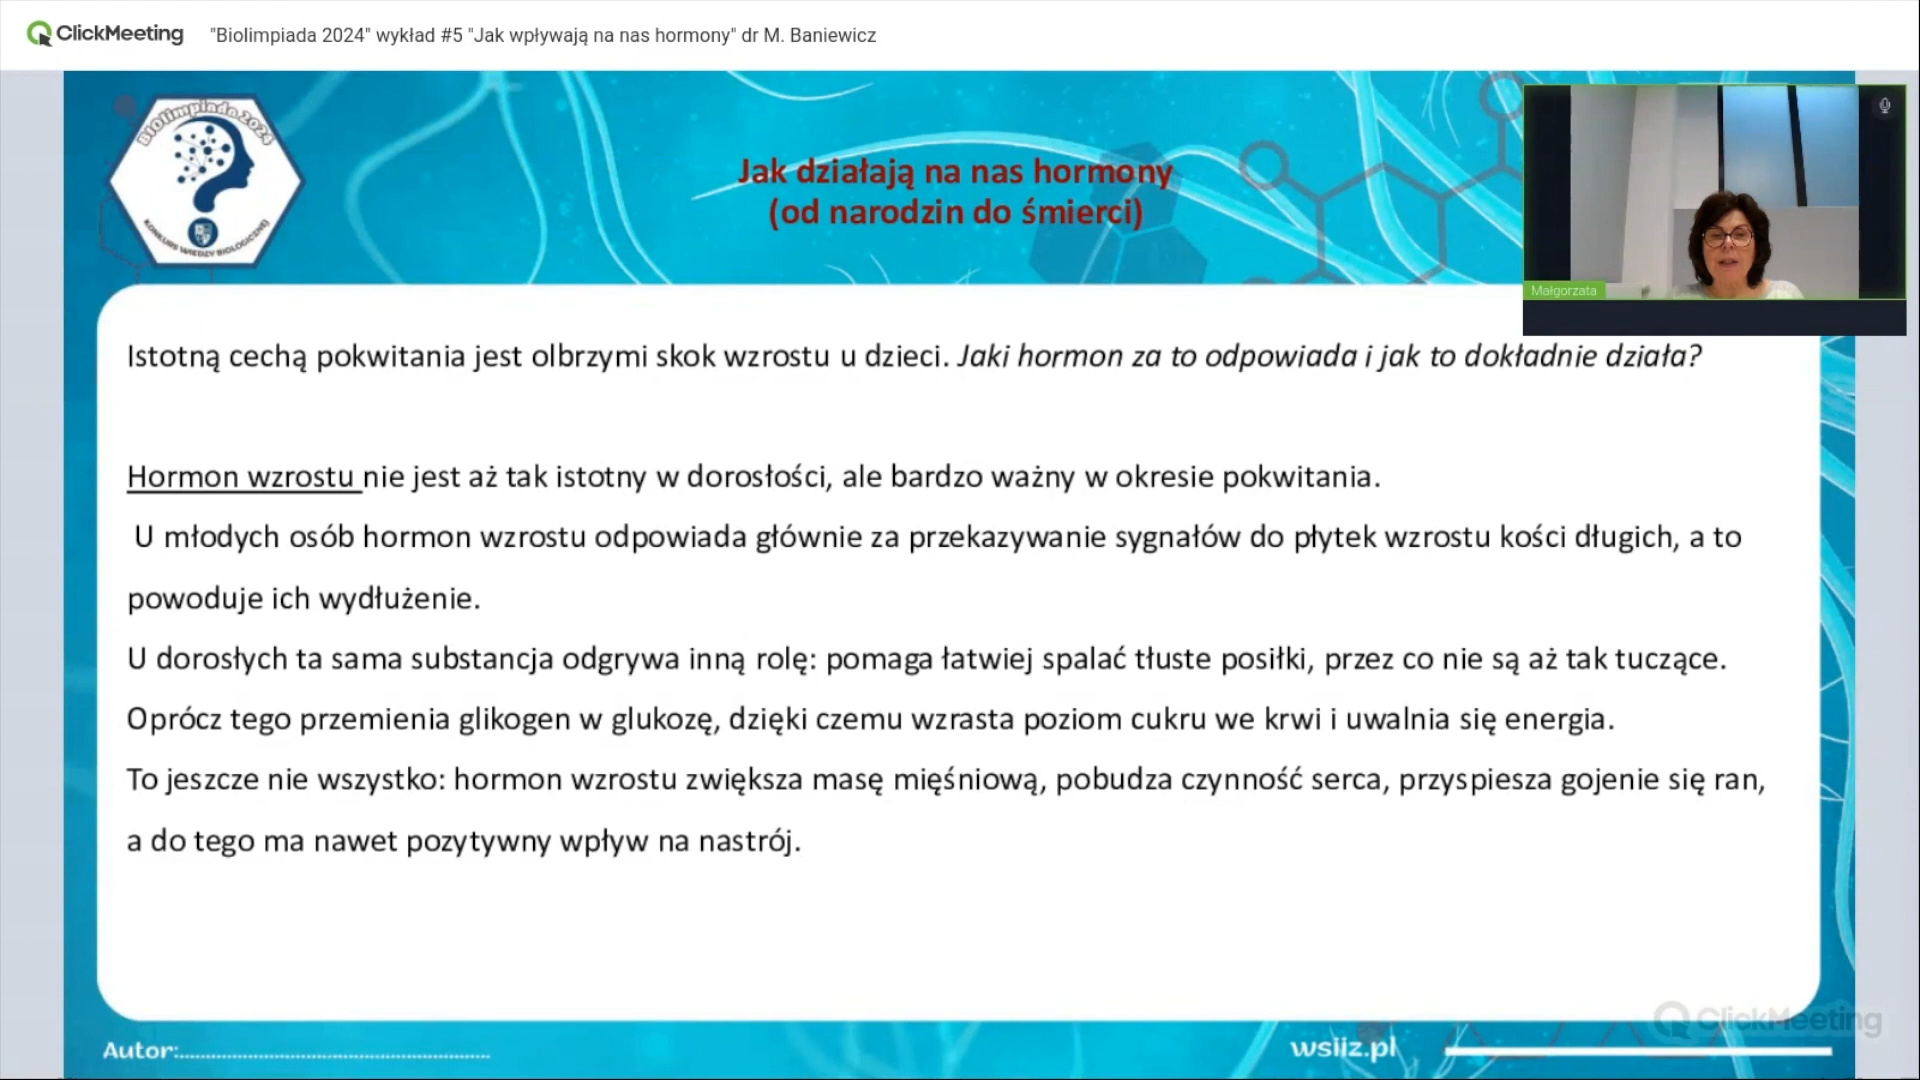 ClickMeeting "Biolimpiada 2024" wykład #5 "Jak wpływają na nas hormony" dr M. Baniewicz
Biolimpiada 2024
KONKURS WIEDZY BIOLOGICZNEJ
Jak działają na nas hormony
(od narodzin do śmierci)
Małgorzata
Istotną cechą pokwitania jest olbrzymi skok wzrostu u dzieci. Jaki hormon za to odpowiada i jak to dokładnie działa?
Hormon wzrostu nie jest aż tak istotny w dorosłości, ale bardzo ważny w okresie pokwitania.
U młodych osób hormon wzrostu odpowiada głównie za przekazywanie sygnałów do płytek wzrostu kości długich, a to
powoduje ich wydłużenie.
U dorosłych ta sama substancja odgrywa inną rolę: pomaga łatwiej spalać tłuste posiłki, przez co nie są aż tak tuczące.
Oprócz tego przemienia glikogen w glukozę, dzięki czemu wzrasta poziom cukru we krwi i uwalnia się energia.
To jeszcze nie wszystko: hormon wzrostu zwiększa masę mięśniową, pobudza czynność serca, przyspiesza gojenie się ran,
a do tego ma nawet pozytywny wpływ na nastrój.
ClickMeeting
Autor:....................................................... wsiiz.pl